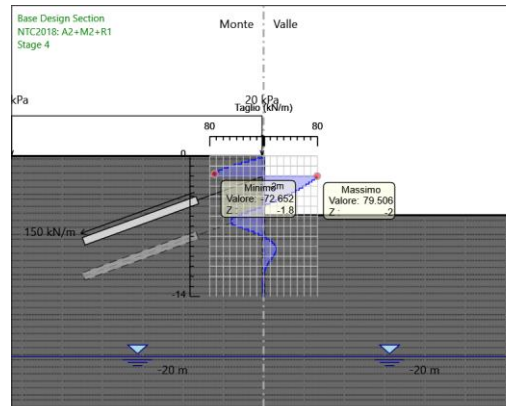 Base Design Section
NTC2018: A2+M2+R1
Stage 4
Monte Valle
kPa
20 kPa
Taglio (kN/m)
80 80
0
2m
Minimo
Valore: -72.652
Z : -1.8
Massimo
Valore: 79.506
Z : -2
150 kN/m
-14
-20 m
-20 m